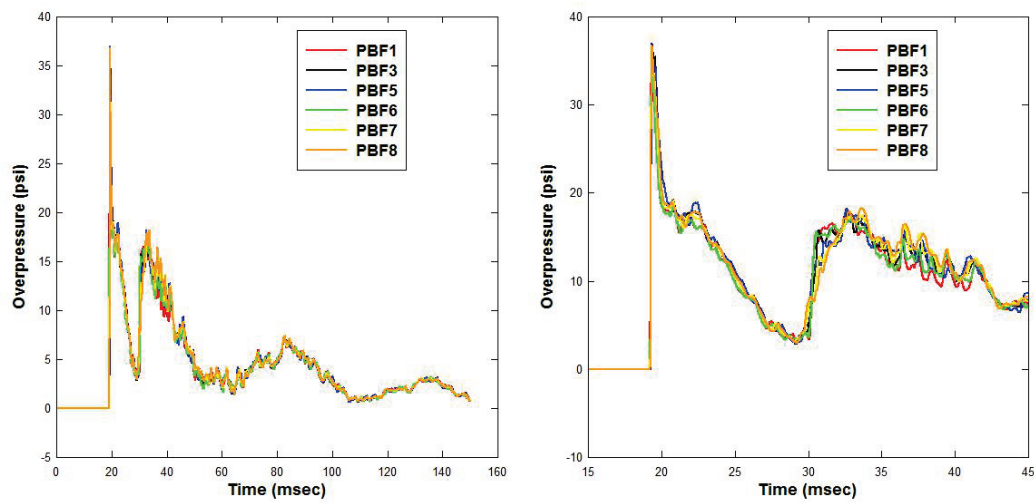 40
35
30
25
20
15
10
5
0
-5
Overpressure (psi)
PBF1
PBF3
PBF5
PBF6
PBF7
PBF8
0 20 40 60 80 100 120 140 160
Time (msec)
40
30
20
10
0
-10
Overpressure (psi)
PBF1
PBF3
PBF5
PBF6
PBF7
PBF8
15 20 25 30 35 40 45
Time (msec)